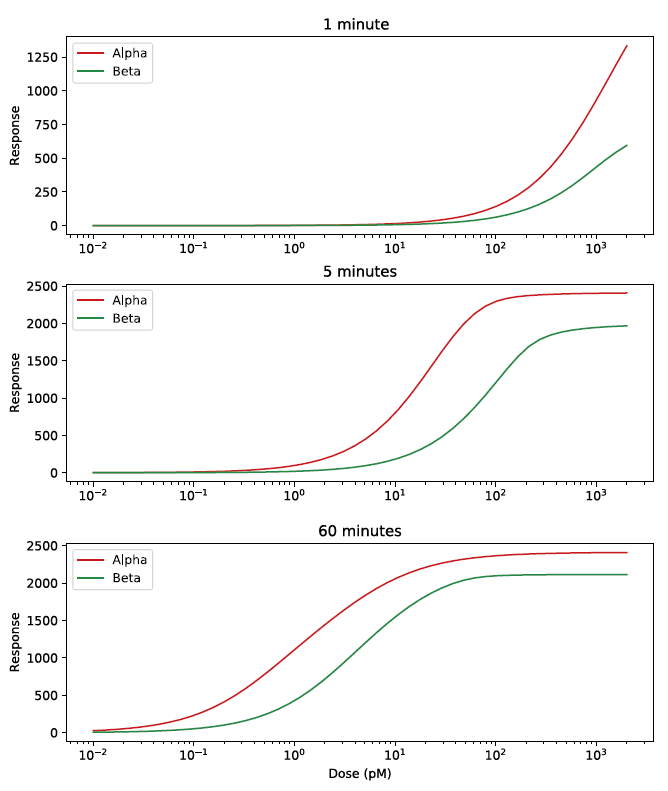 1 minute
1250
1000
750
500
250
0
Response
Alpha
Beta
10⁻² 10⁻¹ 10⁰ 10¹ 10² 10³
5 minutes
2500
2000
1500
1000
500
0
Response
Alpha
Beta
10⁻² 10⁻¹ 10⁰ 10¹ 10² 10³
60 minutes
2500
2000
1500
1000
500
0
Response
Alpha
Beta
10⁻² 10⁻¹ 10⁰ 10¹ 10² 10³
Dose (pM)